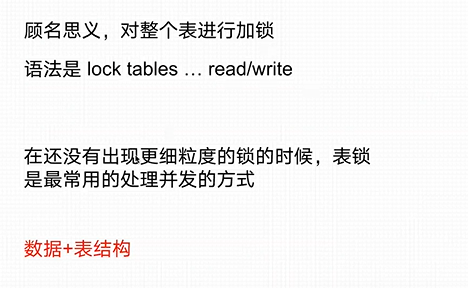 顾名思义，对整个表进行加锁
语法是 lock tables … read/write
在还没有出现更细粒度的锁的时候，表锁
是最常用的处理并发的方式
数据+表结构